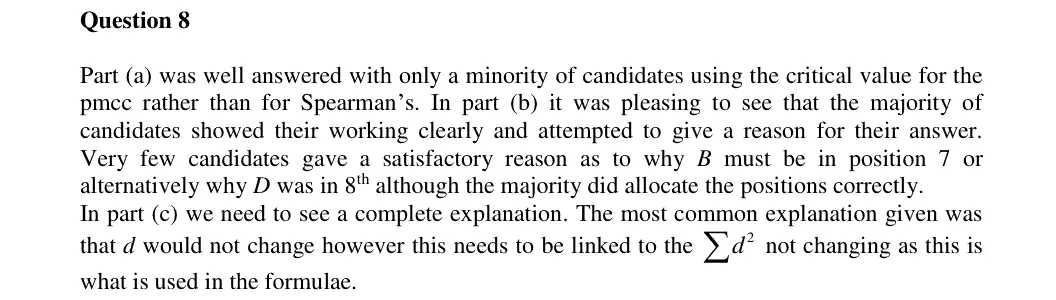 Question 8
Part (a) was well answered with only a minority of candidates using the critical value for the
pmcc rather than for Spearman’s. In part (b) it was pleasing to see that the majority of
candidates showed their working clearly and attempted to give a reason for their answer.
Very few candidates gave a satisfactory reason as to why B must be in position 7 or
alternatively why D was in 8th although the majority did allocate the positions correctly.
In part (c) we need to see a complete explanation. The most common explanation given was
that d would not change however this needs to be linked to the ∑d² not changing as this is
what is used in the formulae.